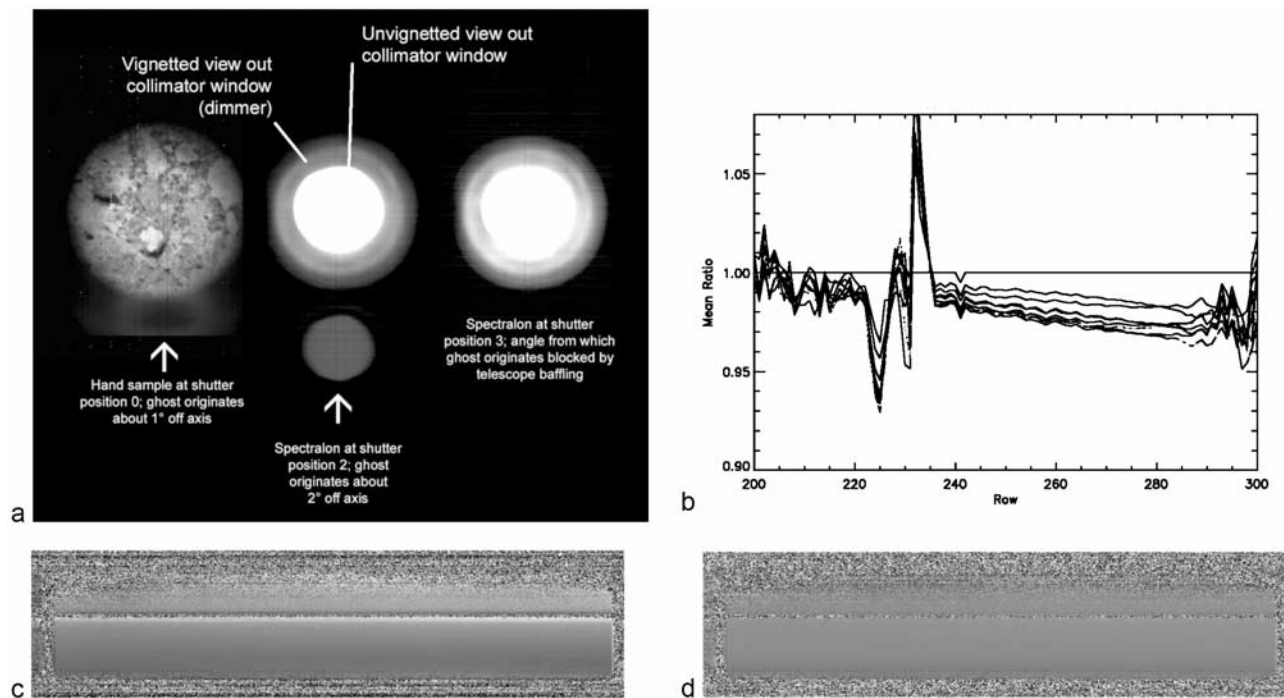 Unvignetted view out
collimator window
Vignetted view out
collimator window
(dimmer)
Hand sample at shutter
position 0; ghost originates
about 1° off axis
Spectralon at shutter
position 2; ghost
originates about
2° off axis
Spectralon at shutter
position 3; angle from which
ghost originates blocked by
telescope baffling
a
1.05
1.00
0.95
0.90
Mean Ratio
200
220
240
260
280
300
Row
b
c
d